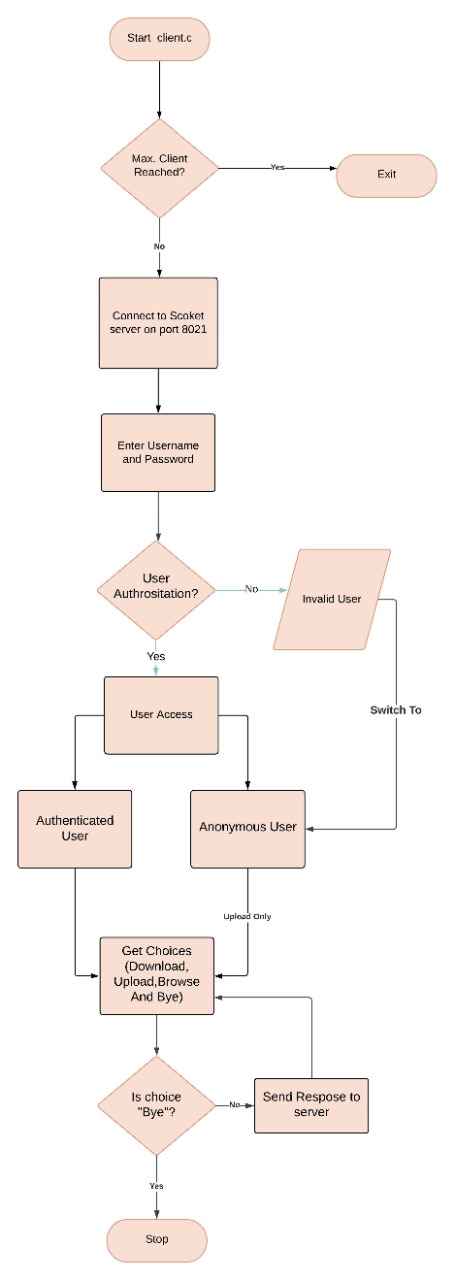 Start client.c
Max. Client
Reached?
Yes
Exit
No
Connect to Scoket
server on port 8021
Enter Username
and Password
User
Authrositation?
No
Invalid User
Yes
User Access
Switch To
Authenticated
User
Anonymous User
Upload Only
Get Choices
(Download,
Upload,Browse
And Bye)
Is choice
"Bye"?
No
Send Respose to
server
Yes
Stop